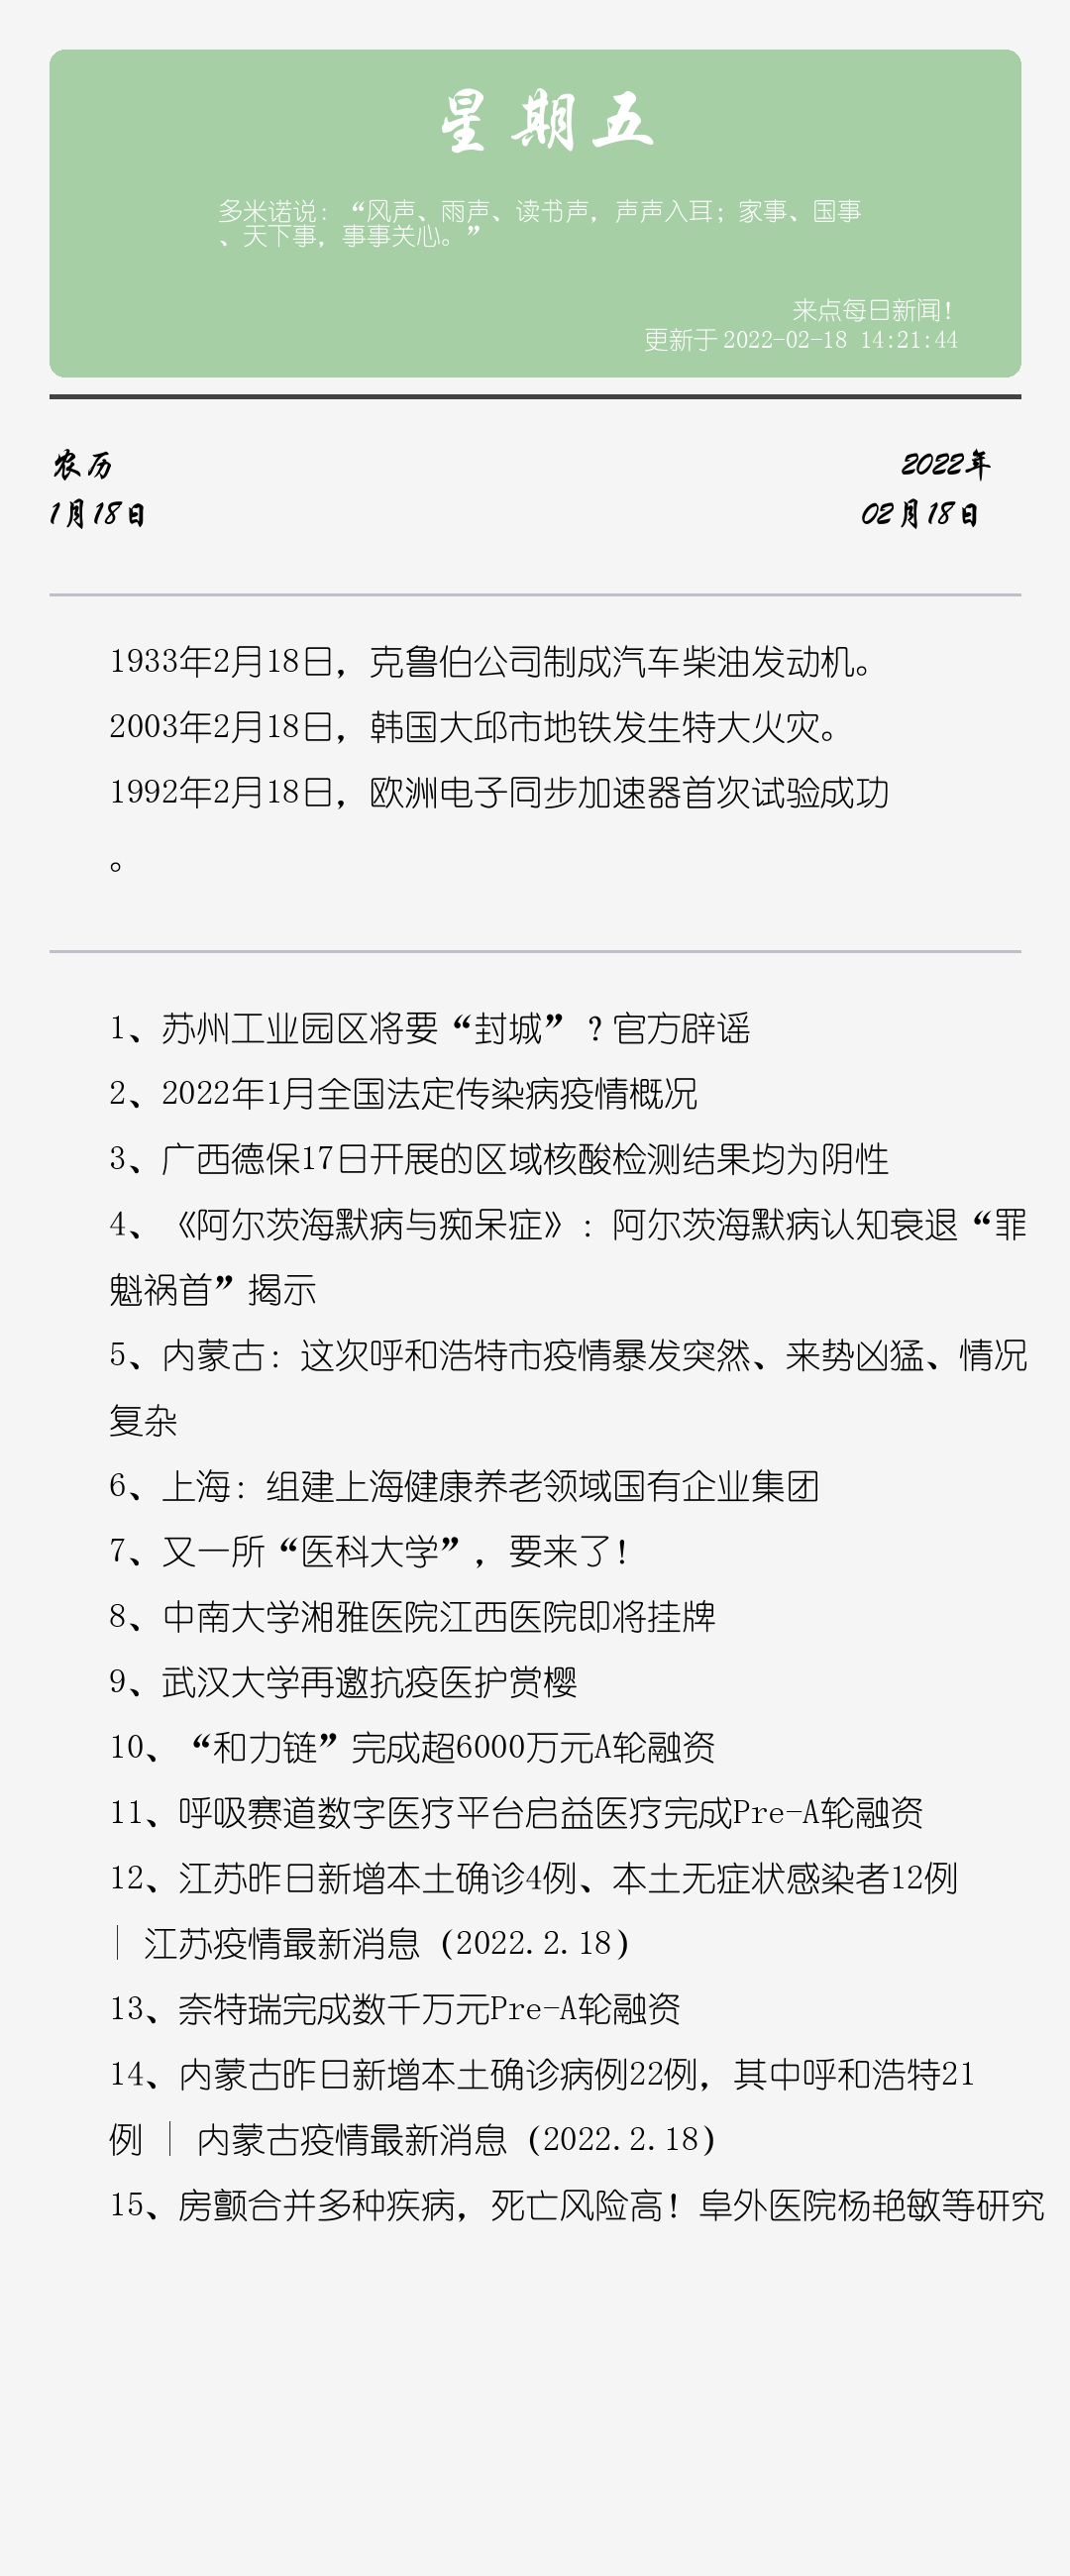 星期五
多米诺说：“风声、雨声、读书声，声声入耳；家事、国事
、天下事，事事关心。”
来点每日新闻！
更新于 2022-02-18 14:21:44
农历
2022年
1月18日
02月18日
1933年2月18日，克鲁伯公司制成汽车柴油发动机。
2003年2月18日，韩国大邱市地铁发生特大火灾。
1992年2月18日，欧洲电子同步加速器首次试验成功
。
1、苏州工业园区将要“封城”？官方辟谣
2、2022年1月全国法定传染病疫情概况
3、广西德保17日开展的区域核酸检测结果均为阴性
4、《阿尔茨海默病与痴呆症》：阿尔茨海默病认知衰退“罪
魁祸首”揭示
5、内蒙古：这次呼和浩特市疫情暴发突然、来势凶猛、情况
复杂
6、上海：组建上海健康养老领域国有企业集团
7、又一所“医科大学”，要来了！
8、中南大学湘雅医院江西医院即将挂牌
9、武汉大学再邀抗疫医护赏樱
10、“和力链”完成超6000万元A轮融资
11、呼吸赛道数字医疗平台启益医疗完成Pre-A轮融资
12、江苏昨日新增本土确诊4例、本土无症状感染者12例
｜江苏疫情最新消息（2022.2.18）
13、奈特瑞完成数千万元Pre-A轮融资
14、内蒙古昨日新增本土确诊病例22例，其中呼和浩特21
例 ｜ 内蒙古疫情最新消息（2022.2.18）
15、房颤合并多种疾病，死亡风险高！阜外医院杨艳敏等研究